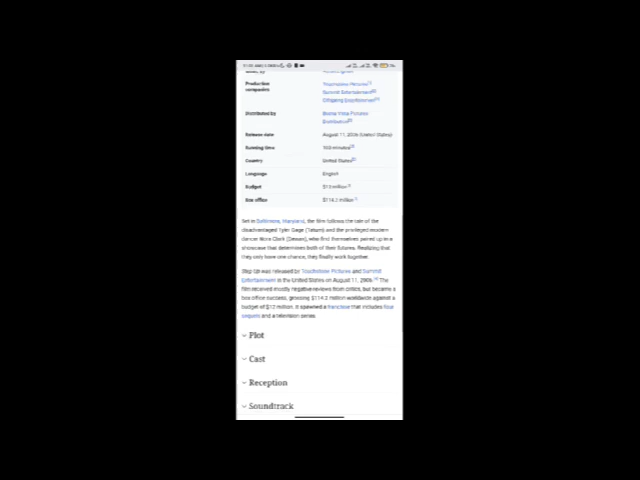 Production companies
Touchstone Pictures[1]
Summit Entertainment[2]
Offspring Entertainment[1]
Distributed by
Buena Vista Pictures
Distribution[2]
Release date
August 11, 2006 (United States)
Running time
Country
United States[2]
Language
English
Budget
$12 million
Box office
$114.2 million
Set in Baltimore, Maryland, the film follows the tale of the
disadvantaged Tyler Gage (Tatum) and the privileged modern
dancer Nora Clark (Dewan), who find themselves paired up in a
showcase that determines both of their futures. Realizing that
they only have one chance, they finally work together.
Step Up was released by Touchstone Pictures and Summit
Entertainment in the United States on August 11, 2006.[4] The
film received mostly negative reviews from critics, but became a
box office success, grossing $114.2 million worldwide against a
budget of $12 million. It spawned a franchise that includes four
sequels and a television series.
Plot
Cast
Reception
Soundtrack